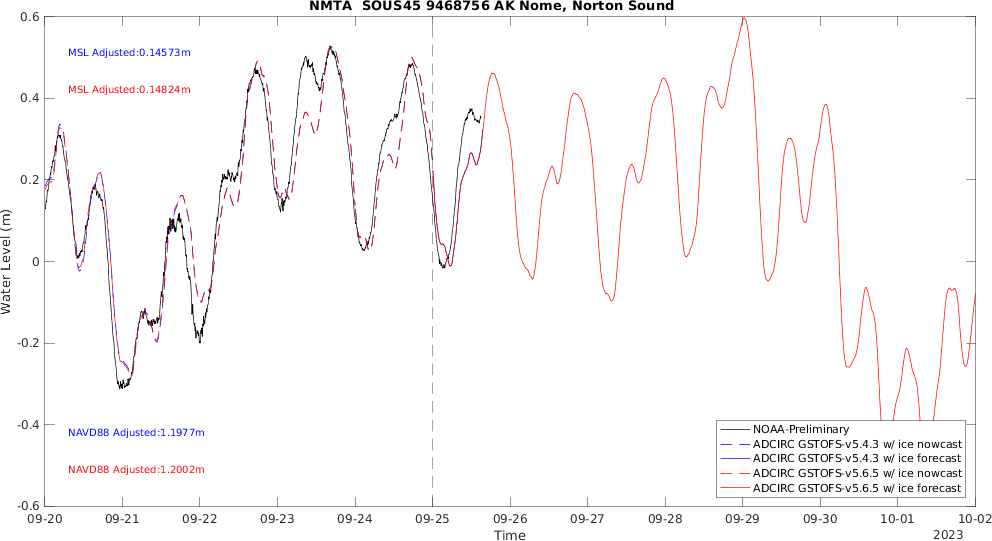 NMTA  SOUS45 9468756 AK Nome, Norton Sound
0.6
0.4
0.2
0
-0.2
-0.4
-0.6
Water Level (m)
MSL Adjusted:0.14573m
MSL Adjusted:0.14824m
NAVD88 Adjusted:1.1977m
NAVD88 Adjusted:1.2002m
NOAA-Preliminary
ADCIRC GSTOFS-v5.4.3 w/ ice nowcast
ADCIRC GSTOFS-v5.4.3 w/ ice forecast
ADCIRC GSTOFS-v5.6.5 w/ ice nowcast
ADCIRC GSTOFS-v5.6.5 w/ ice forecast
09-20 09-21 09-22 09-23 09-24 09-25 09-26 09-27 09-28 09-29 09-30 10-01 10-02
Time
2023